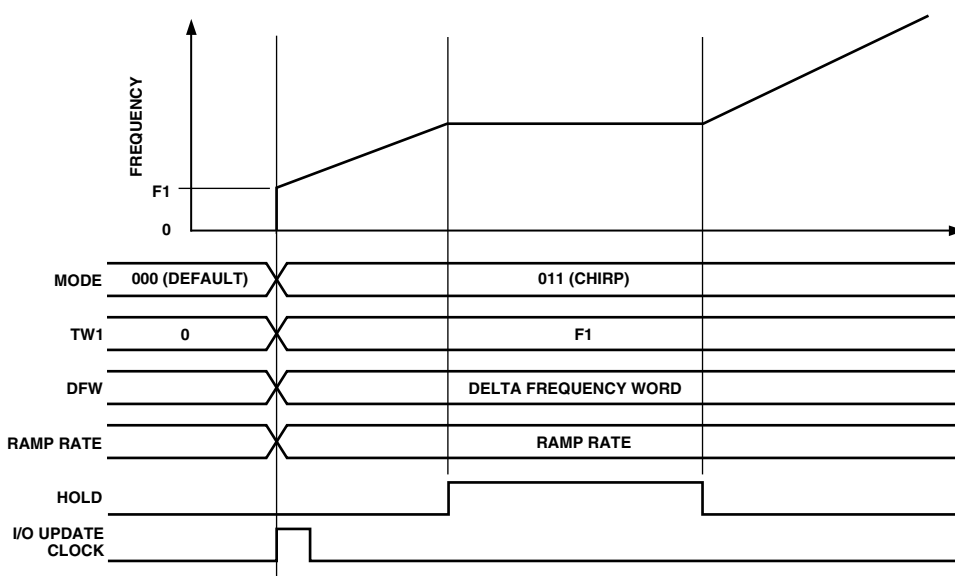 FREQUENCY
F1
0
MODE
000 (DEFAULT)
011 (CHIRP)
TW1
0
F1
DFW
DELTA FREQUENCY WORD
RAMP RATE
RAMP RATE
HOLD
I/O UPDATE
CLOCK